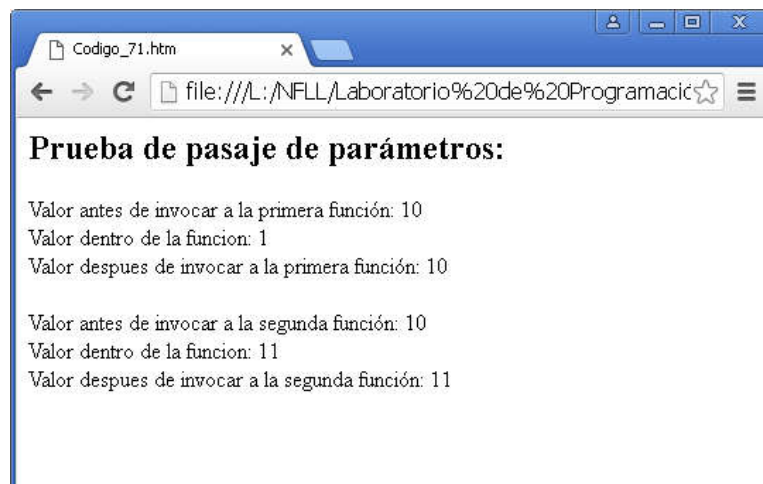 Codigo_71.htm
file:///L:/NFLL/Laboratorio%20de%20Programació
Prueba de pasaje de parámetros:
Valor antes de invocar a la primera función: 10
Valor dentro de la funcion: 1
Valor despues de invocar a la primera función: 10
Valor antes de invocar a la segunda función: 10
Valor dentro de la funcion: 11
Valor despues de invocar a la segunda función: 11